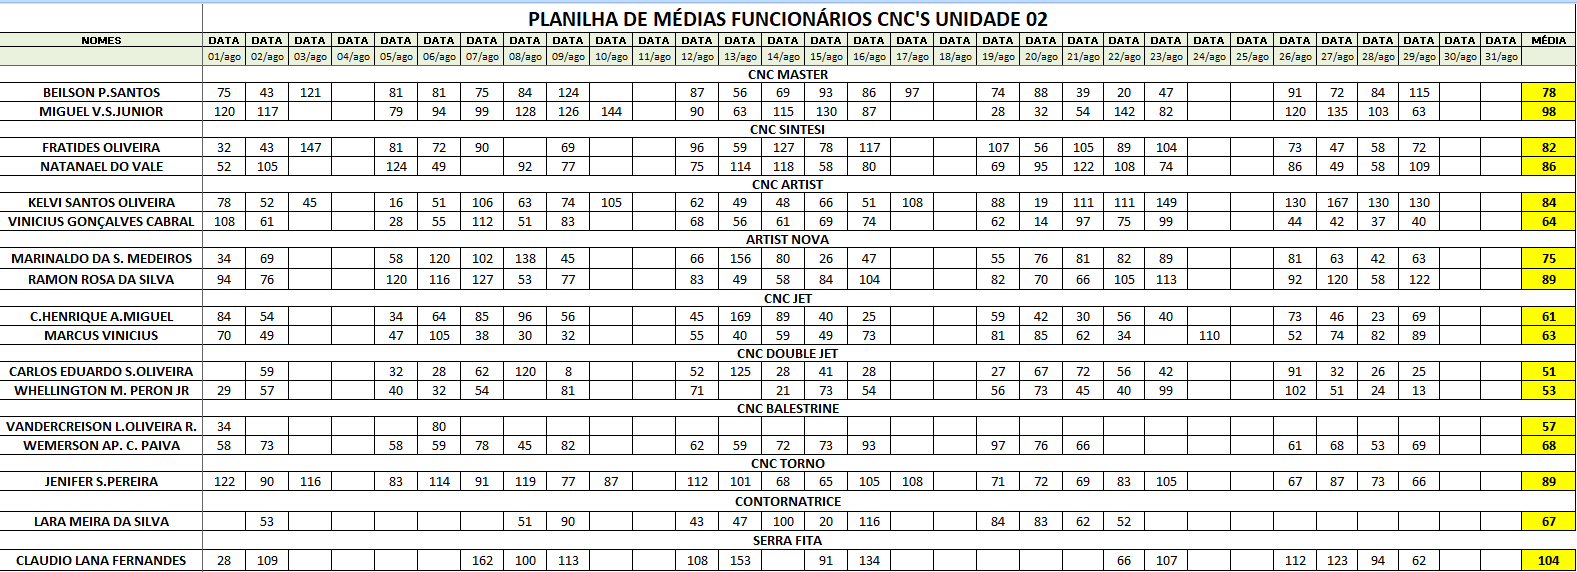 PLANILHA DE MÉDIAS FUNCIONÁRIOS CNC'S UNIDADE 02
NOMES DATA DATA DATA DATA DATA DATA DATA DATA DATA DATA DATA DATA DATA DATA DATA DATA DATA DATA DATA DATA DATA DATA DATA DATA DATA DATA DATA DATA DATA DATA DATA MÉDIA
01/ago 02/ago 03/ago 04/ago 05/ago 06/ago 07/ago 08/ago 09/ago 10/ago 11/ago 12/ago 13/ago 14/ago 15/ago 16/ago 17/ago 18/ago 19/ago 20/ago 21/ago 22/ago 23/ago 24/ago 25/ago 26/ago 27/ago 28/ago 29/ago 30/ago 31/ago
CNC MASTER
BEILSON P.SANTOS 75 43 121 81 81 75 84 124 87 56 69 93 86 97 74 88 39 20 47 91 72 84 115 78
MIGUEL V.S.JUNIOR 120 117 79 94 99 128 126 144 90 63 115 130 87 28 32 54 142 82 120 135 103 63 98
CNC SINTESI
FRATIDES OLIVEIRA 32 43 147 81 72 90 69 96 59 127 78 117 107 56 105 89 104 73 47 58 72 82
NATANAEL DO VALE 52 105 124 49 92 77 75 114 118 58 80 69 95 122 108 74 86 49 58 109 86
CNC ARTIST
KELVI SANTOS OLIVEIRA 78 52 45 16 51 106 63 74 105 62 49 48 66 51 108 88 19 111 111 149 130 167 130 130 84
VINICIUS GONÇALVES CABRAL 108 61 28 55 112 51 83 68 56 61 69 74 62 14 97 75 99 44 42 37 40 64
ARTIST NOVA
MARINALDO DA S. MEDEIROS 34 69 58 120 102 138 45 66 156 80 26 47 55 76 81 82 89 81 63 42 63 75
RAMON ROSA DA SILVA 94 76 120 116 127 53 77 83 49 58 84 104 82 70 66 105 113 92 120 58 122 89
CNC JET
C.HENRIQUE A.MIGUEL 84 54 34 64 85 96 56 45 169 89 40 25 59 42 30 56 40 73 46 23 69 61
MARCUS VINICIUS 70 49 47 105 38 30 32 55 40 59 49 73 81 85 62 34 110 52 74 82 89 63
CNC DOUBLE JET
CARLOS EDUARDO S.OLIVEIRA 59 32 28 62 120 8 52 125 28 41 28 27 67 72 56 42 91 32 26 25 51
WHELLINGTON M. PERON JR 29 57 40 32 54 81 71 21 73 54 56 73 45 40 99 102 51 24 13 53
CNC BALESTRINE
VANDERCREISON L.OLIVEIRA R. 34 80 57
WEMERSON AP. C. PAIVA 58 73 58 59 78 45 82 62 59 72 73 93 97 76 66 61 68 53 69 68
CNC TORNO
JENIFER S.PEREIRA 122 90 116 83 114 91 119 77 87 112 101 68 65 105 108 71 72 69 83 105 67 87 73 66 89
CONTORNATRICE
LARA MEIRA DA SILVA 53 51 90 43 47 100 20 116 84 83 62 52 67
SERRA FITA
CLAUDIO LANA FERNANDES 28 109 162 100 113 108 153 91 134 66 107 112 123 94 62 104